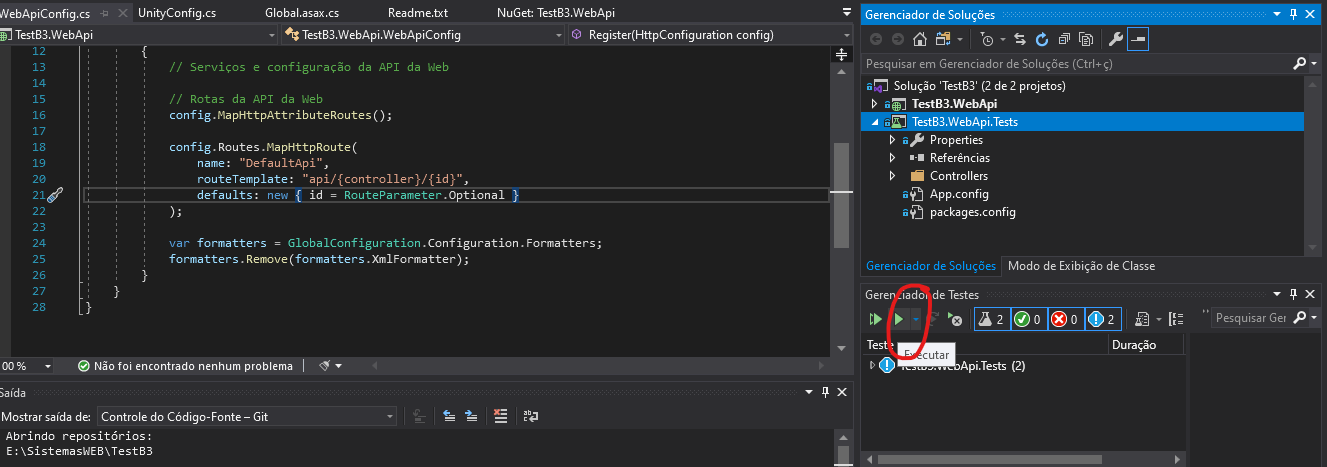 WebApiConfig.cs
UnityConfig.cs
Global.asax.cs
Readme.txt
NuGet: TestB3.WebApi
TestB3.WebApi
TestB3.WebApi.WebApiConfig
Register(HttpConfiguration config)
12 {
13 // Serviços e configuração da API da Web
14
15 // Rotas da API da Web
16 config.MapHttpAttributeRoutes();
17
18 config.Routes.MapHttpRoute(
19 name: "DefaultApi",
20 routeTemplate: "api/{controller}/{id}",
21 defaults: new { id = RouteParameter.Optional }
22 );
23
24 var formatters = GlobalConfiguration.Configuration.Formatters;
25 formatters.Remove(formatters.XmlFormatter);
26 }
27 }
28 }
00 %
Não foi encontrado nenhum problema
Saída
Mostrar saída de: Controle do Código-Fonte – Git
Abrindo repositórios:
E:\SistemasWEB\TestB3
Gerenciador de Soluções
Pesquisar em Gerenciador de Soluções (Ctrl+ç)
Solução 'TestB3' (2 de 2 projetos)
TestB3.WebApi
TestB3.WebApi.Tests
Properties
Referências
Controllers
App.config
packages.config
Gerenciador de Soluções
Modo de Exibição de Classe
Gerenciador de Testes
2 0 0 2
Pesquisar Ger
Teste
Duração
Executar
TestB3.WebApi.Tests (2)